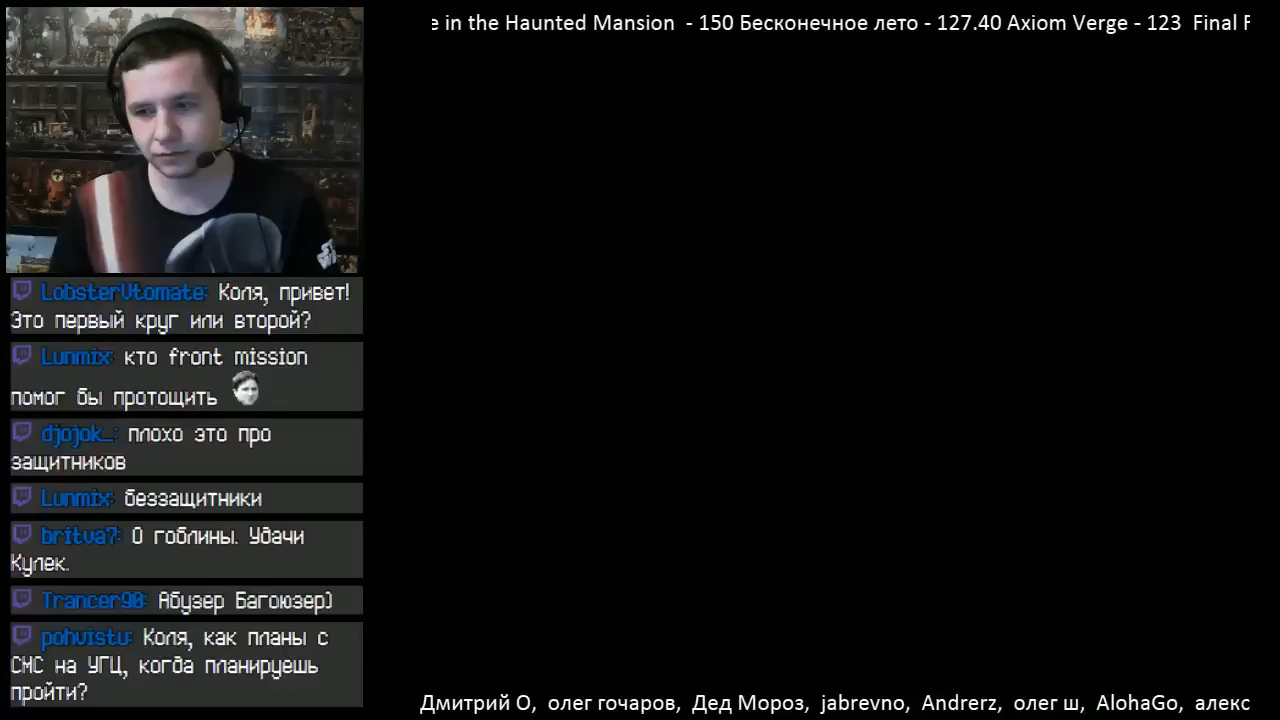 e in the Haunted Mansion - 150 Бесконечное лето - 127.40 Axiom Verge - 123 Final F
LobsterVtomate: Коля, привет!
Это первый круг или второй?
Lunmix: кто front mission
помог бы протощить
djojok_: плохо это про
защитников
Lunmix: беззащитники
britva7: О гоблины. Удачи
Кулек.
Trancer90: Абузер Багоюзер)
pohvistu: Коля, как планы с
СМС на УГЦ, когда планируешь
пройти?
Дмитрий О, олег гочаров, Дед Мороз, jabrevno, Andrerz, олег ш, AlohaGo, алекс